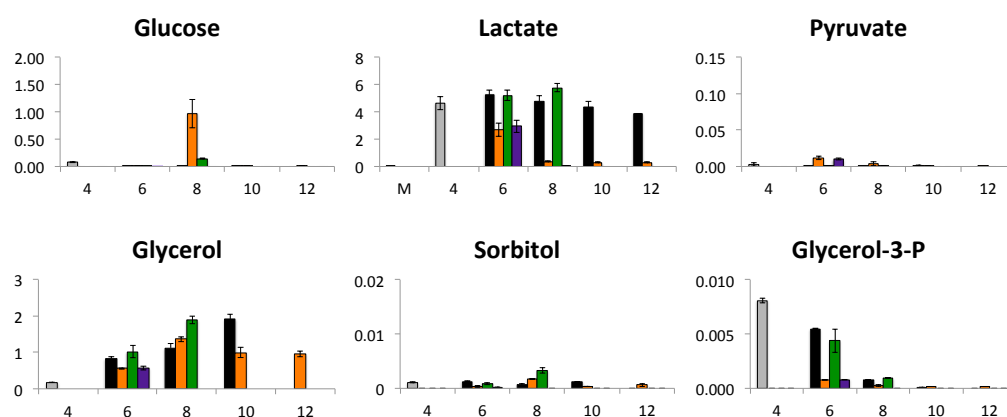 Glucose
2.00
1.50
1.00
0.50
0.00
4 6 8 10 12
Lactate
8
6
4
2
0
M 4 6 8 10 12
Pyruvate
0.15
0.10
0.05
0.00
4 6 8 10 12
Glycerol
3
2
1
0
4 6 8 10 12
Sorbitol
0.02
0.01
0
4 6 8 10 12
Glycerol-3-P
0.010
0.005
0.000
4 6 8 10 12